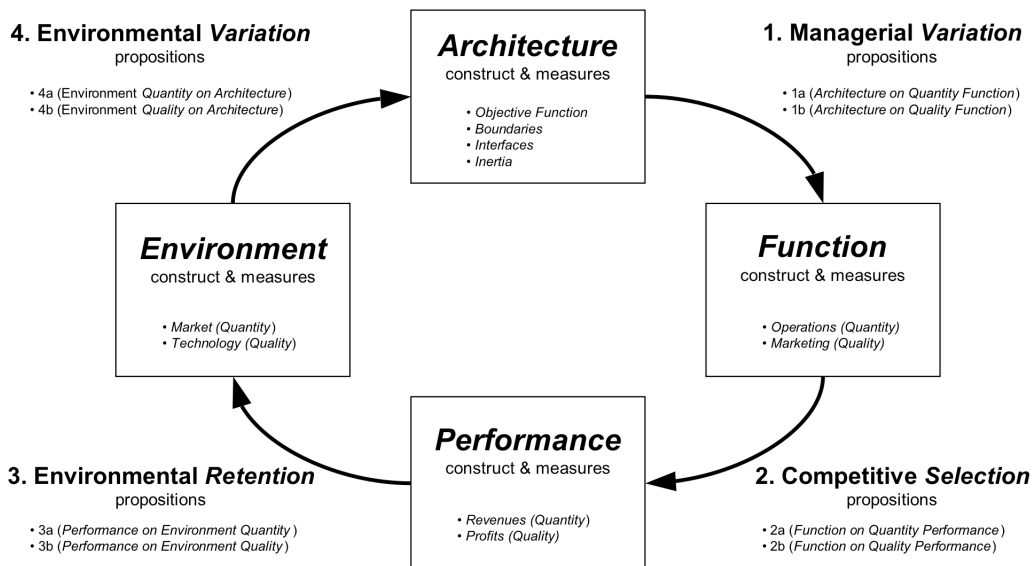 4. Environmental Variation
propositions
• 4a (Environment Quantity on Architecture)
• 4b (Environment Quality on Architecture)
Architecture
construct & measures
• Objective Function
• Boundaries
• Interfaces
• Inertia
1. Managerial Variation
propositions
• 1a (Architecture on Quantity Function)
• 1b (Architecture on Quality Function)
Environment
construct & measures
• Market (Quantity)
• Technology (Quality)
Function
construct & measures
• Operations (Quantity)
• Marketing (Quality)
3. Environmental Retention
propositions
• 3a (Performance on Environment Quantity)
• 3b (Performance on Environment Quality)
Performance
construct & measures
• Revenues (Quantity)
• Profits (Quality)
2. Competitive Selection
propositions
• 2a (Function on Quantity Performance)
• 2b (Function on Quality Performance)